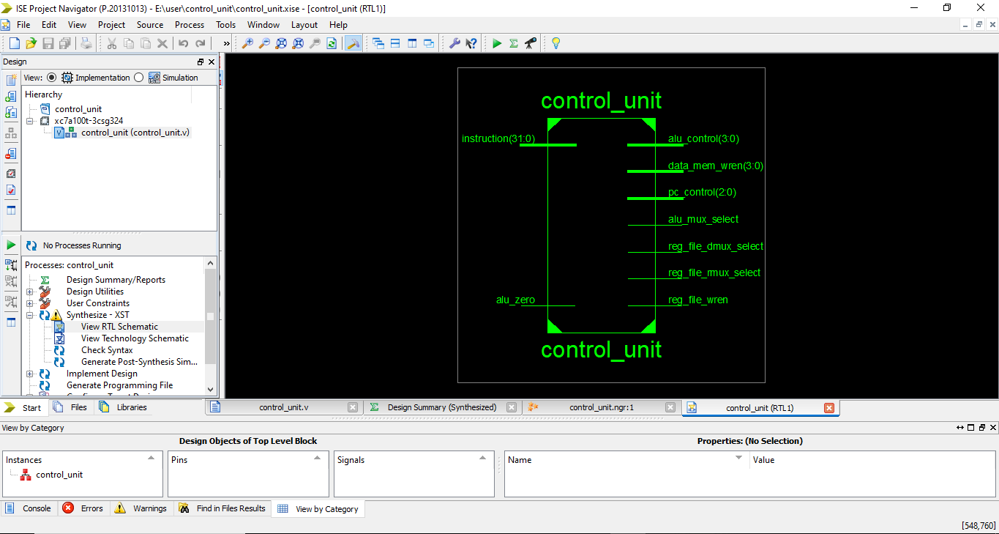 ISE Project Navigator (P.20131013) - E:\user\control_unit\control_unit.xise - [control_unit (RTL1)]
File Edit View Project Source Process Tools Window Layout Help
»
Design
View: Implementation Simulation
Hierarchy
control_unit
xc7a100t-3csg324
control_unit (control_unit.v)
No Processes Running
Processes: control_unit
Design Summary/Reports
Design Utilities
User Constraints
Synthesize - XST
View RTL Schematic
View Technology Schematic
Check Syntax
Generate Post-Synthesis Sim...
Implement Design
Generate Programming File
Start Files Libraries
control_unit
instruction(31:0)
alu_zero
alu_control(3:0)
data_mem_wren(3:0)
pc_control(2:0)
alu_mux_select
reg_file_dmux_select
reg_file_rmux_select
reg_file_wren
control_unit
control_unit.v Design Summary (Synthesized) control_unit.ngr:1 control_unit (RTL1)
View by Category
Design Objects of Top Level Block
Properties: (No Selection)
Instances Pins Signals Name Value
control_unit
Console Errors Warnings Find in Files Results View by Category
[548,760]